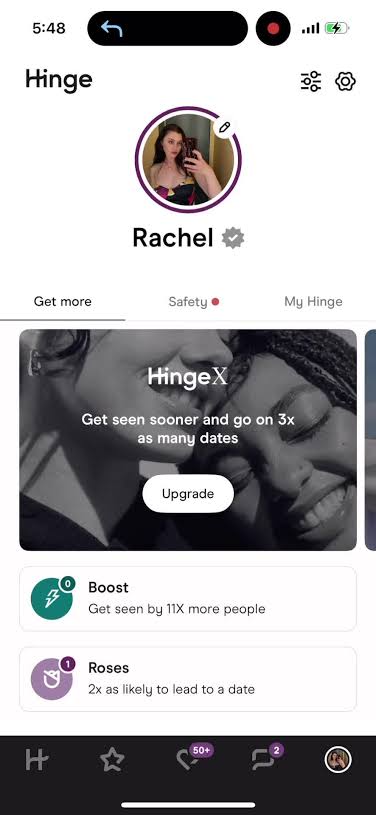 5:48
Hinge
Rachel
Get more
Safety
My Hinge
HingeX
Get seen sooner and go on 3x
as many dates
Upgrade
0
Boost
Get seen by 11X more people
1
Roses
2x as likely to lead to a date
H
50+
2